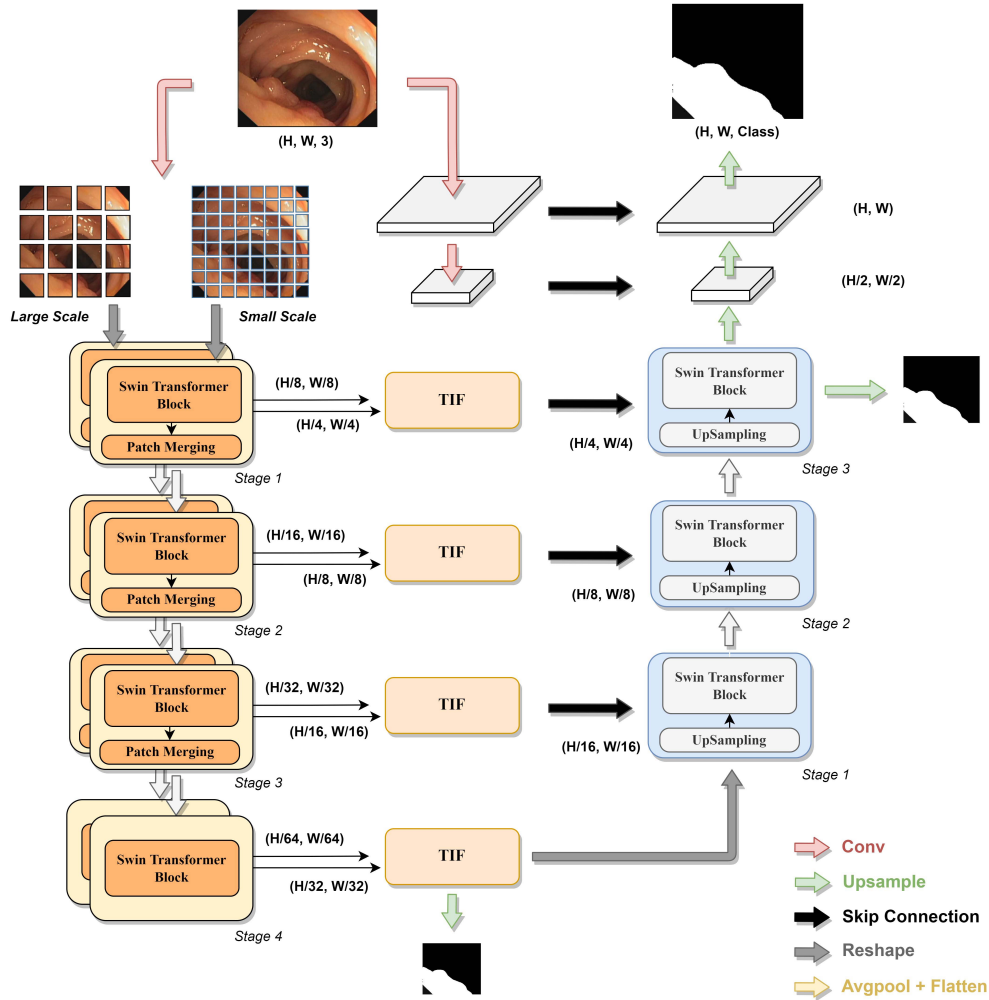 (H, W, 3)
(H, W, Class)
(H, W)
(H/2, W/2)
Large Scale
Small Scale
Swin Transformer
Block
Patch Merging
Stage 1
(H/8, W/8)
(H/4, W/4)
TIF
(H/4, W/4)
Swin Transformer
Block
UpSampling
Stage 3
Swin Transformer
Block
Patch Merging
Stage 2
(H/16, W/16)
(H/8, W/8)
TIF
(H/8, W/8)
Swin Transformer
Block
UpSampling
Stage 2
Swin Transformer
Block
Patch Merging
Stage 3
(H/32, W/32)
(H/16, W/16)
TIF
(H/16, W/16)
Swin Transformer
Block
UpSampling
Stage 1
Swin Transformer
Block
Stage 4
(H/64, W/64)
(H/32, W/32)
TIF
Conv
Upsample
Skip Connection
Reshape
Avgpool + Flatten